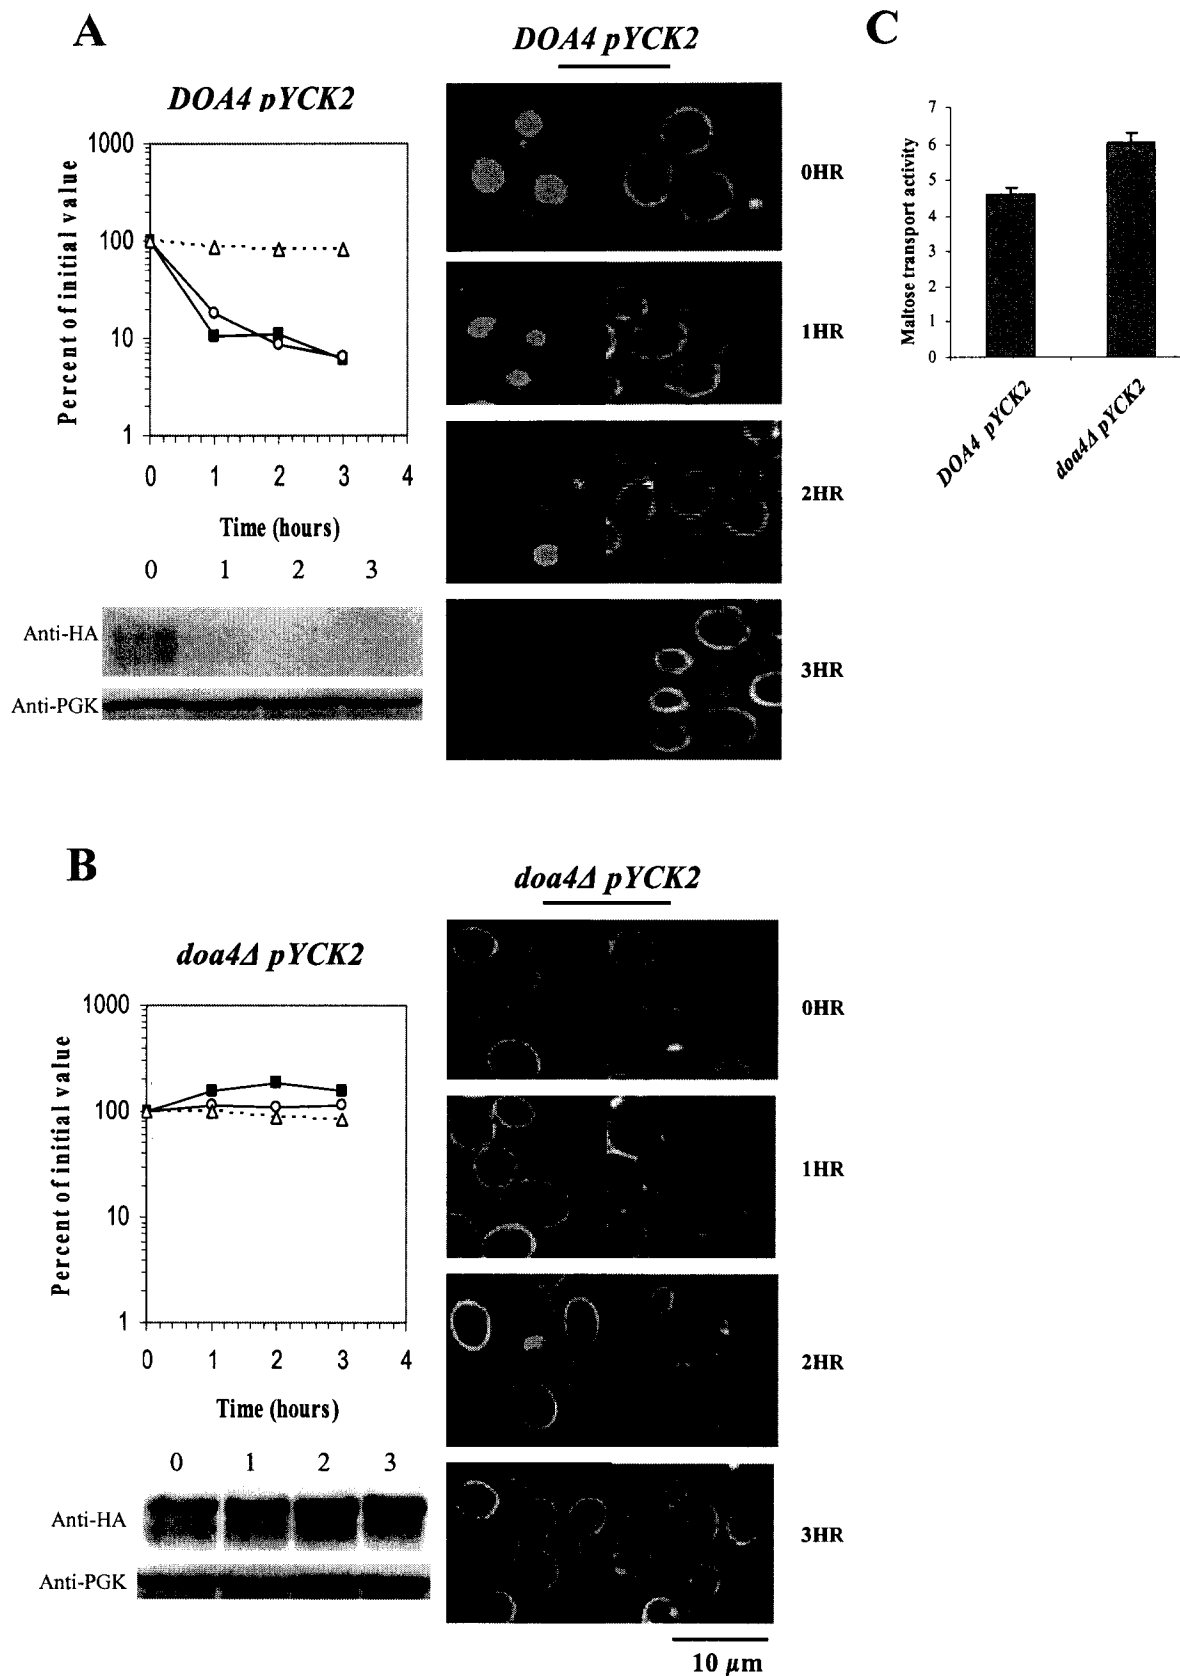 A
DOA4 pYCK2
1000
100
10
1
Percent of initial value
0 1 2 3 4
Time (hours)
0 1 2 3
Anti-HA
Anti-PGK
DOA4 pYCK2
0HR
1HR
2HR
3HR
C
7
6
5
4
3
2
1
0
Maltose transport activity
DOA4 pYCK2
doa4Δ pYCK2
B
doa4Δ pYCK2
1000
100
10
1
Percent of initial value
0 1 2 3 4
Time (hours)
0 1 2 3
Anti-HA
Anti-PGK
doa4Δ pYCK2
0HR
1HR
2HR
3HR
10 μm